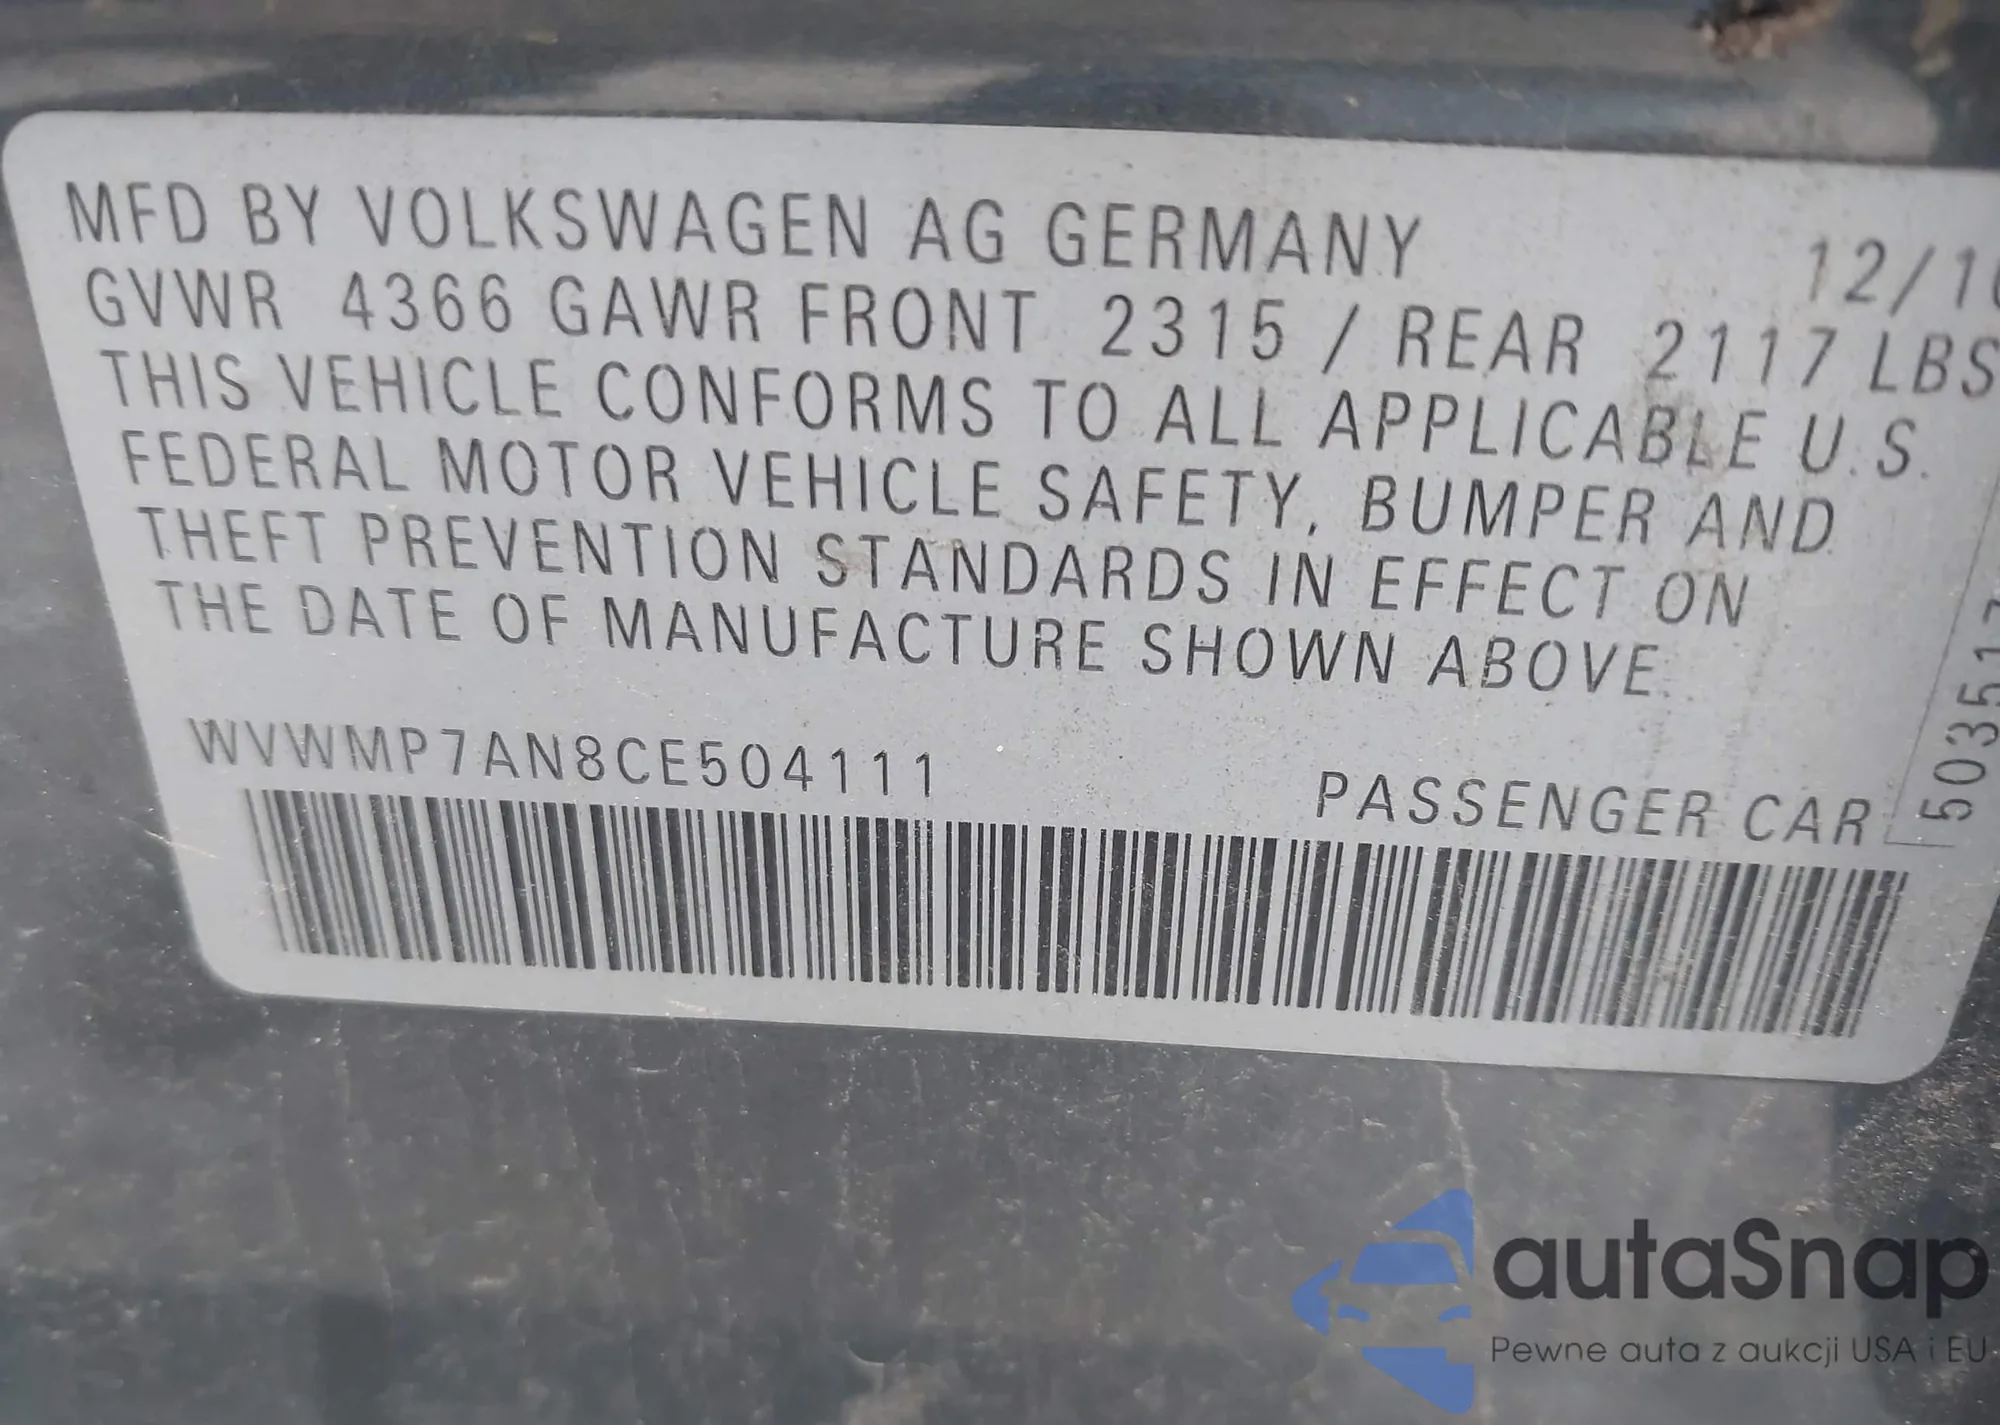 MFD BY VOLKSWAGEN AG GERMANY 12/10
GVWR 4366 GAWR FRONT 2315 / REAR 2117 LBS
THIS VEHICLE CONFORMS TO ALL APPLICABLE U.S.
FEDERAL MOTOR VEHICLE SAFETY, BUMPER AND
THEFT PREVENTION STANDARDS IN EFFECT ON
THE DATE OF MANUFACTURE SHOWN ABOVE.
WVWMP7AN8CE504111
PASSENGER CAR
autaSnap
Pewne auta z aukcji USA i EU